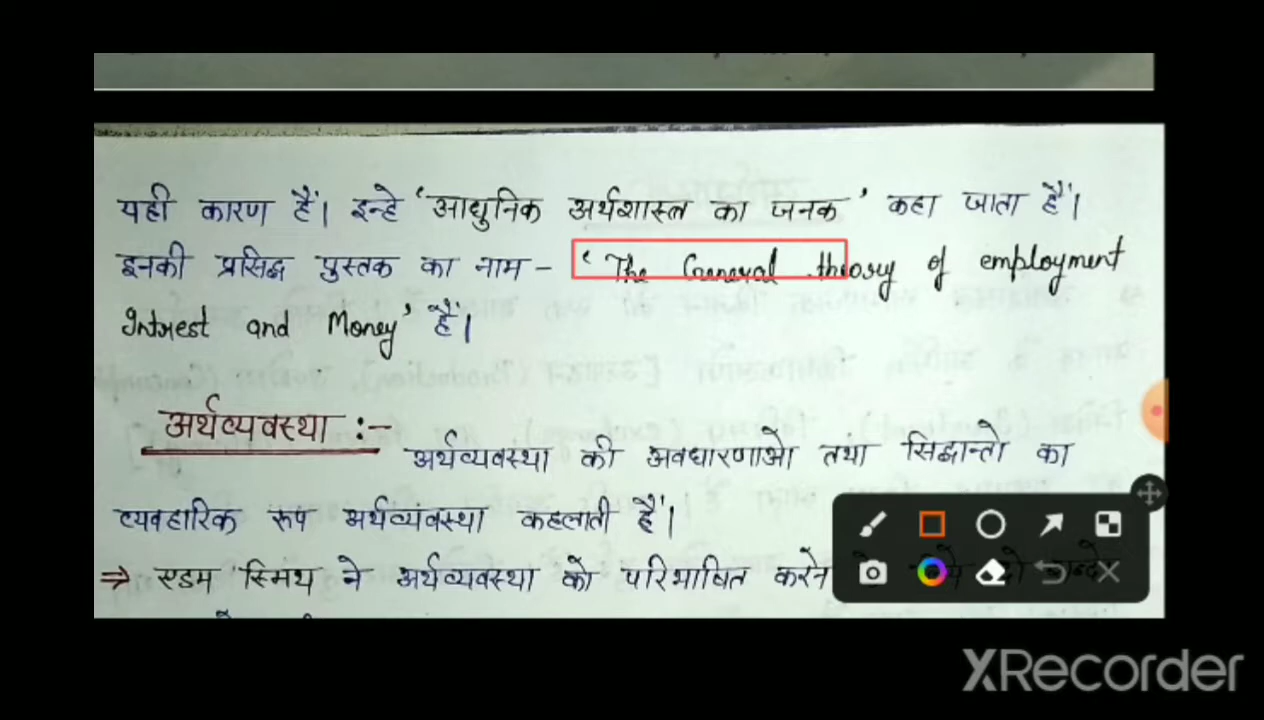 यही कारण हैं। इन्हे ‘आधुनिक अर्थशास्त्र का जनक’ कहा जाता हैं।
इनकी प्रसिद्ध पुस्तक का नाम – ‘The General theory of employment
Intrest and Money’ हैं।
अर्थव्यवस्था :-
अर्थव्यवस्था की अवधारणाओ तथा सिद्धान्तो का
व्यवहारिक रूप अर्थव्यवस्था कहलाती हैं।
⇒ एडम स्मिथ ने अर्थव्यवस्था को परिभाषित करने
XRecorder